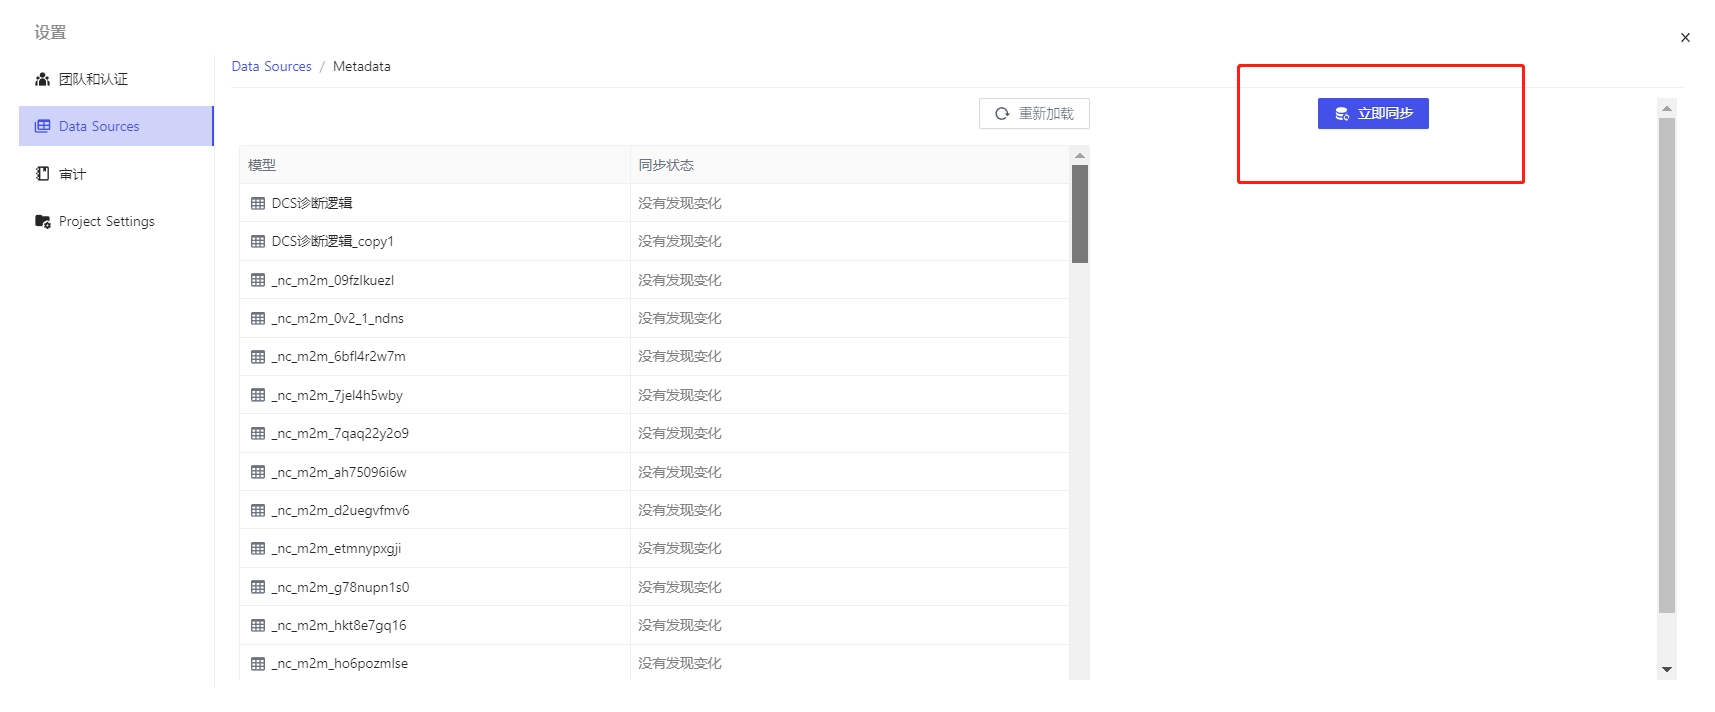 设置
团队和认证
Data Sources
审计
Project Settings
Data Sources / Metadata
重新加载
立即同步
模型 同步状态
DCS诊断逻辑 没有发现变化
DCS诊断逻辑_copy1 没有发现变化
_nc_m2m_09fzlkuezl 没有发现变化
_nc_m2m_0v2_1_ndns 没有发现变化
_nc_m2m_6bfl4r2w7m 没有发现变化
_nc_m2m_7jel4h5wby 没有发现变化
_nc_m2m_7qaq22y2o9 没有发现变化
_nc_m2m_ah75096i6w 没有发现变化
_nc_m2m_d2uegvfmv6 没有发现变化
_nc_m2m_etmnypxgji 没有发现变化
_nc_m2m_g78nupn1s0 没有发现变化
_nc_m2m_hkt8e7gq16 没有发现变化
_nc_m2m_ho6pozmlse 没有发现变化